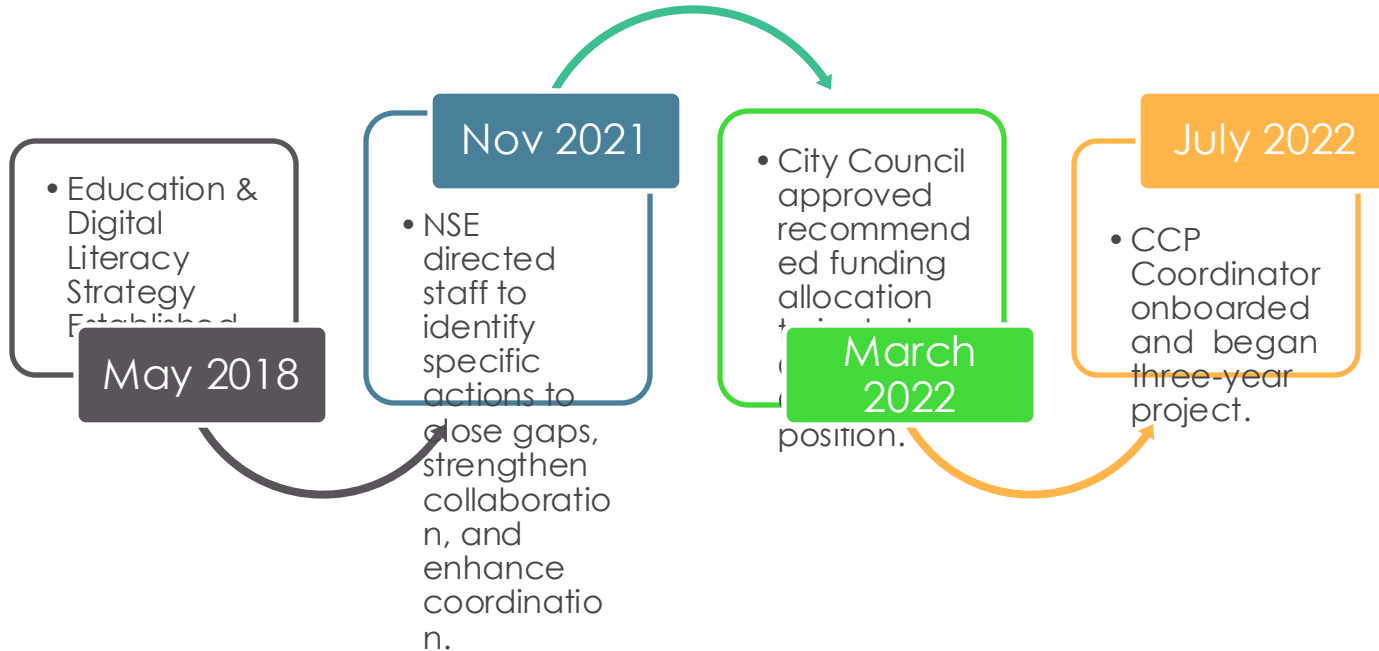 • Education &
Digital
Literacy
Strategy
Established
May 2018
Nov 2021
• NSE
directed
staff to
identify
specific
actions to
close gaps,
strengthen
collaboratio
n, and
enhance
coordinatio
n.
• City Council
approved
recommend
ed funding
allocation
position.
March
2022
July 2022
• CCP
Coordinator
onboarded
and began
three-year
project.